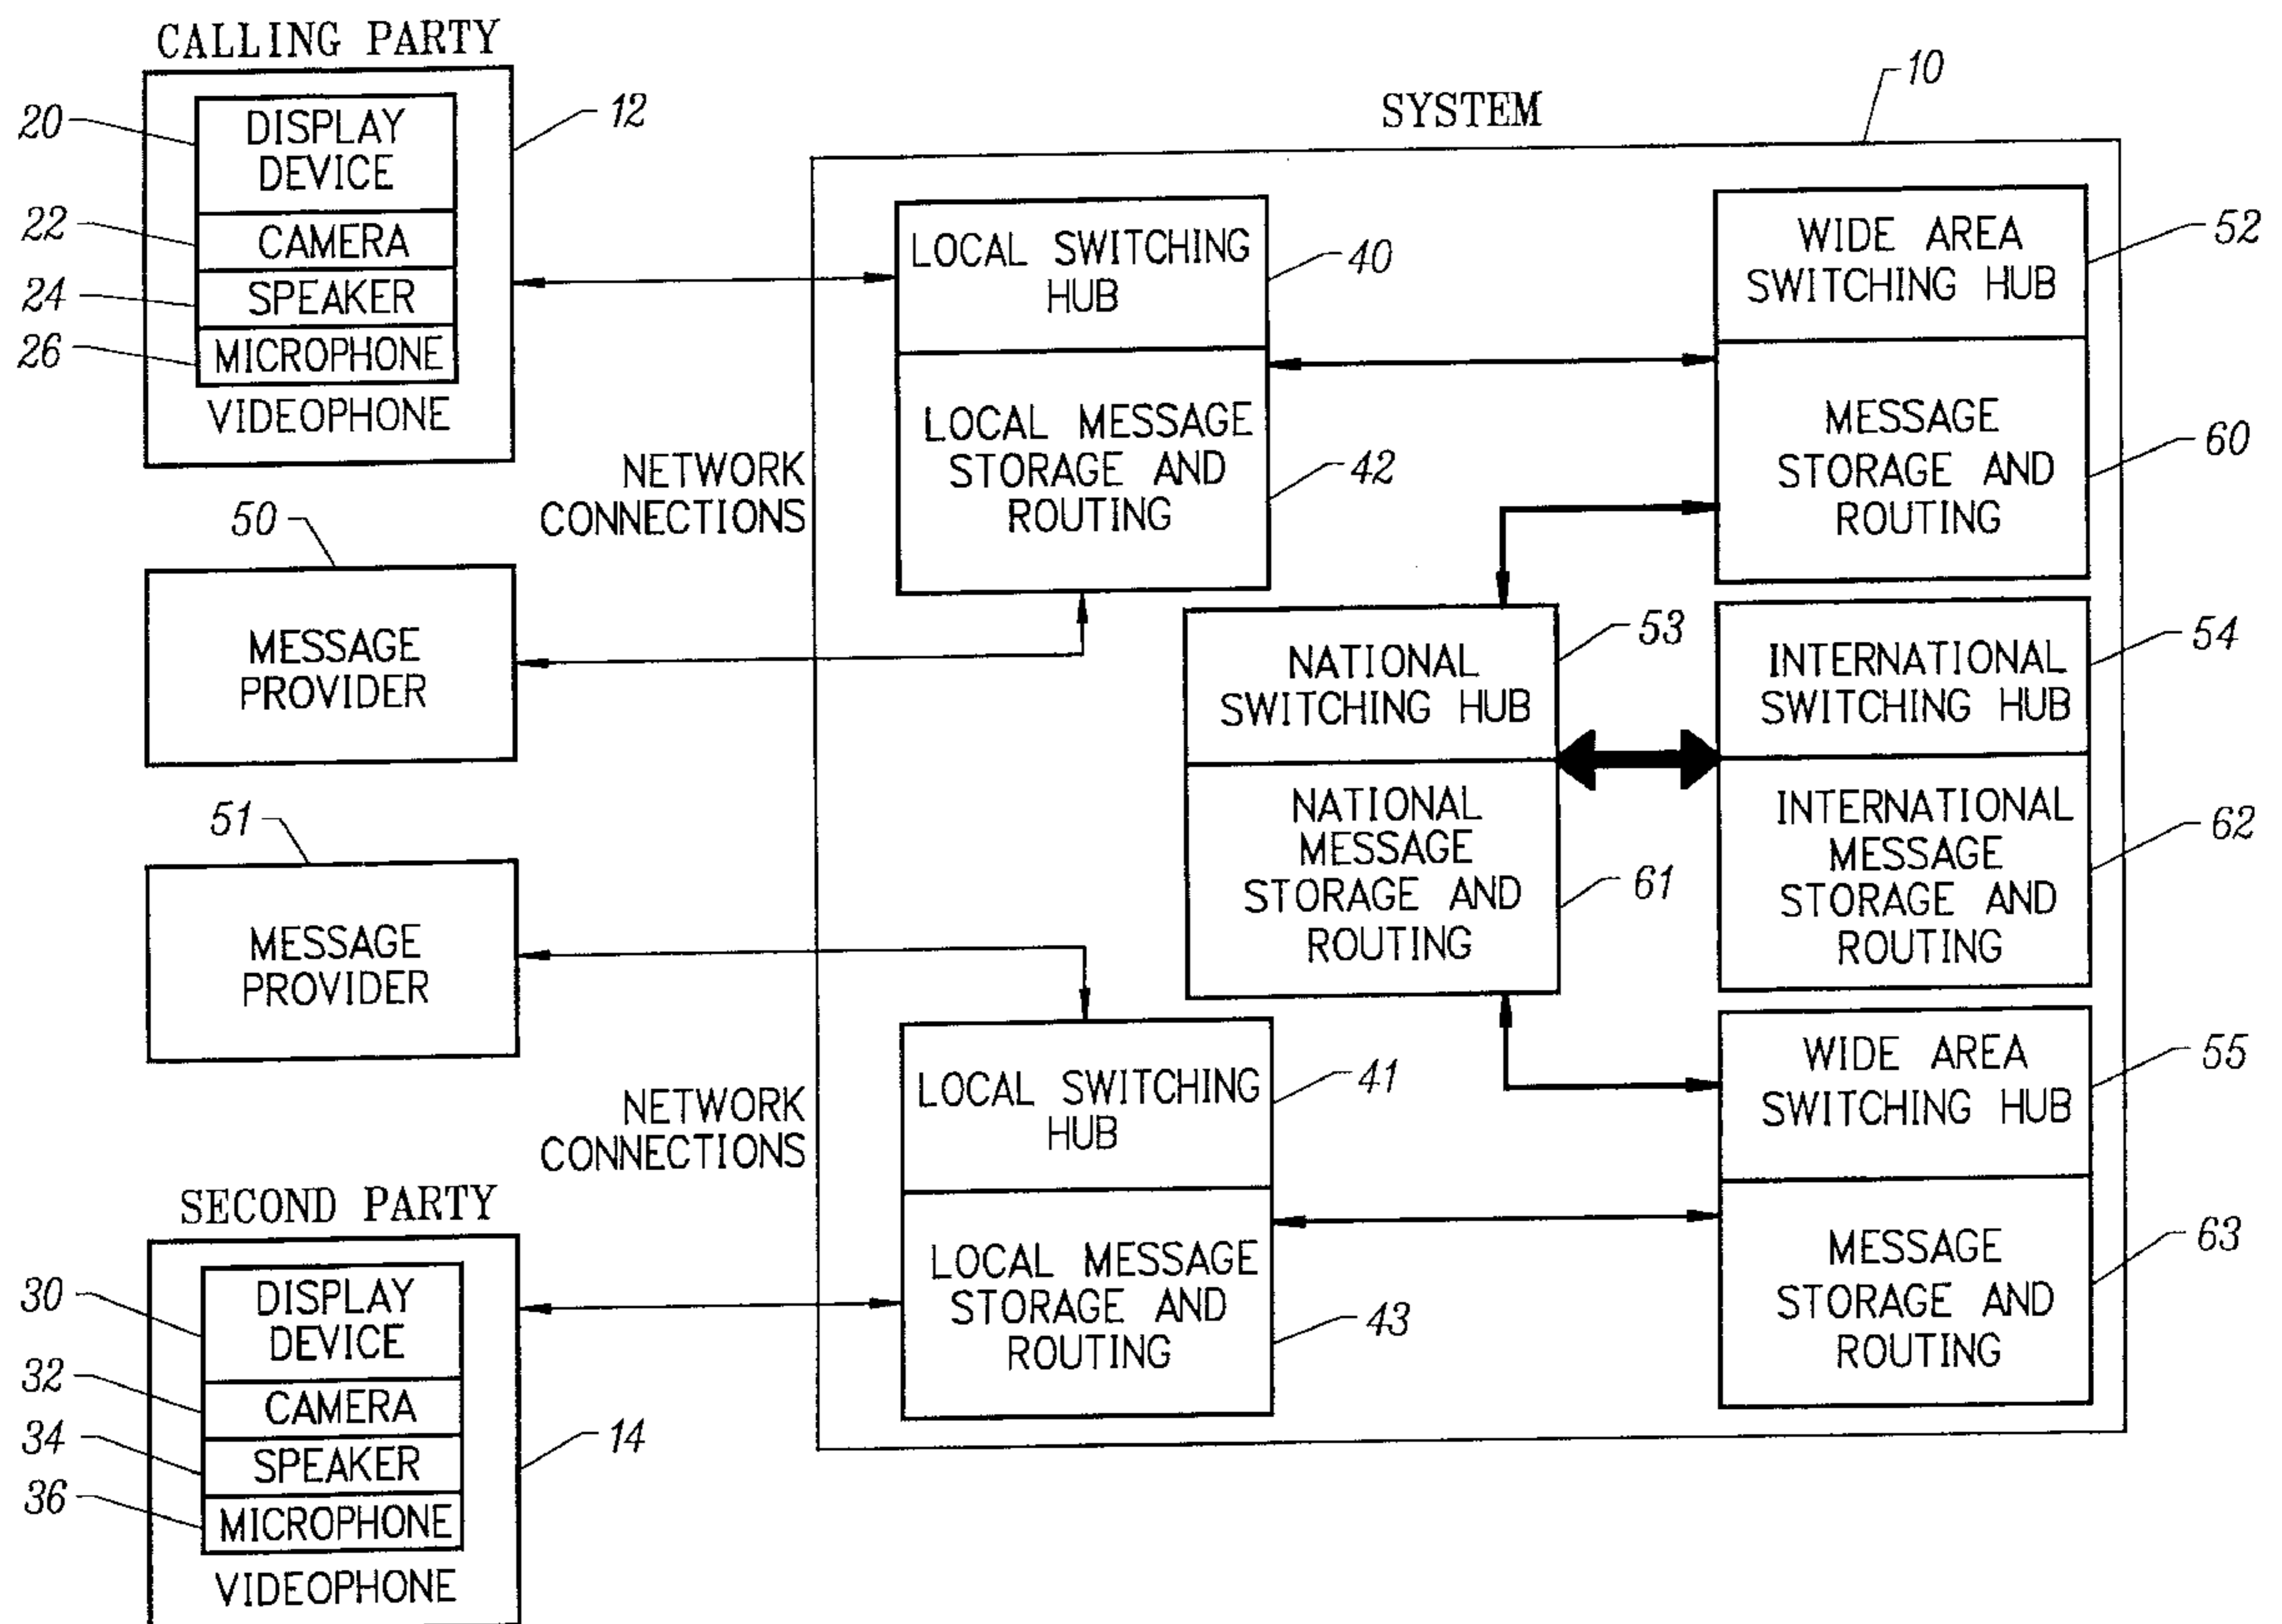 CALLING PARTY
20
DISPLAY
DEVICE
12
22
CAMERA
24
SPEAKER
26
MICROPHONE
VIDEOPHONE
NETWORK
CONNECTIONS
50
MESSAGE
PROVIDER
51
MESSAGE
PROVIDER
NETWORK
CONNECTIONS
SECOND PARTY
30
DISPLAY
DEVICE
32
CAMERA
34
SPEAKER
14
36
MICROPHONE
VIDEOPHONE
SYSTEM
10
LOCAL SWITCHING
HUB
40
LOCAL MESSAGE
STORAGE AND
ROUTING
42
WIDE AREA
SWITCHING HUB
52
MESSAGE
STORAGE AND
ROUTING
60
NATIONAL
SWITCHING HUB
53
NATIONAL
MESSAGE
STORAGE AND
ROUTING
61
INTERNATIONAL
SWITCHING HUB
54
INTERNATIONAL
MESSAGE
STORAGE AND
ROUTING
62
LOCAL SWITCHING
HUB
41
LOCAL MESSAGE
STORAGE AND
ROUTING
43
WIDE AREA
SWITCHING HUB
55
MESSAGE
STORAGE AND
ROUTING
63